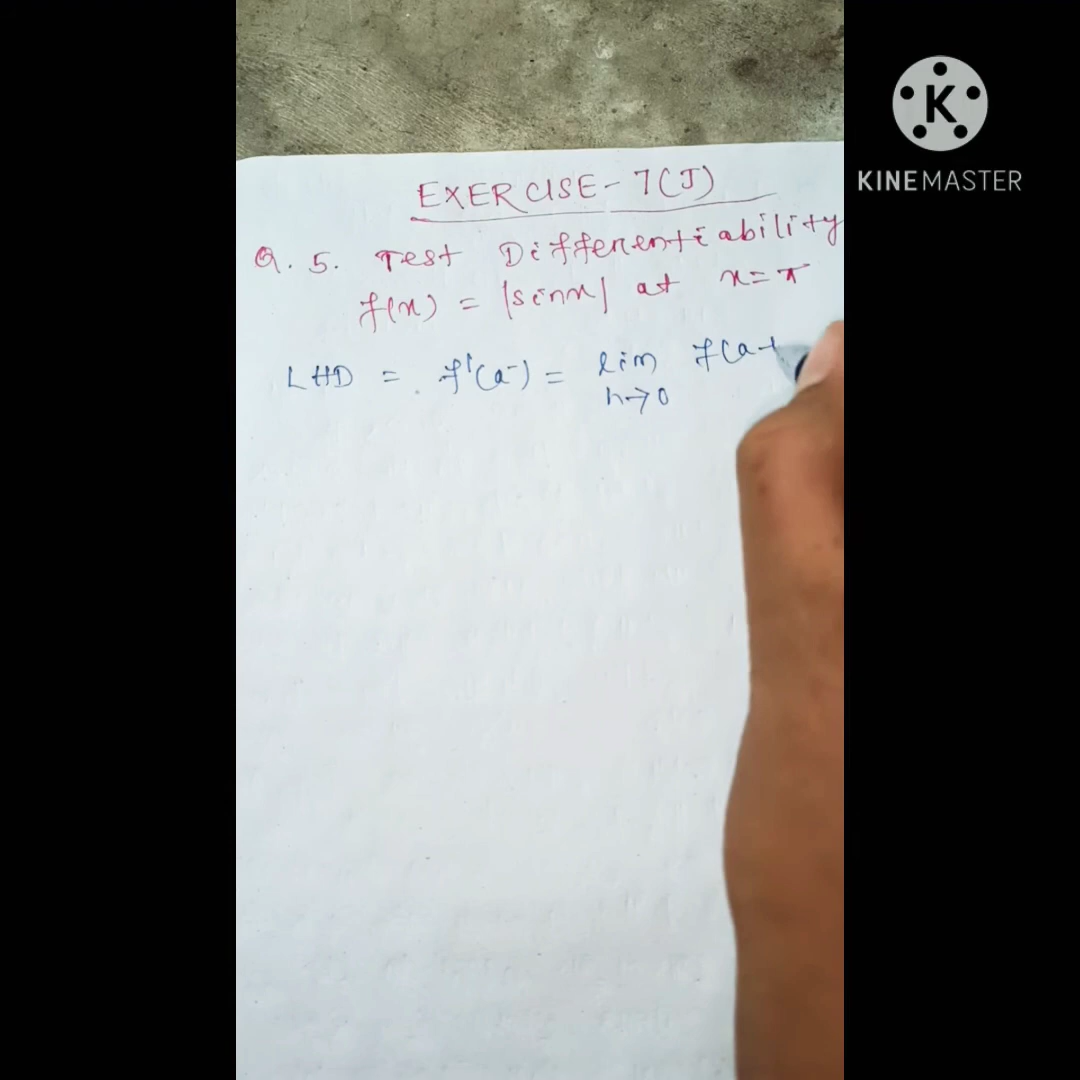 EXERCISE-7(J)
Q. 5. Test Differentiability
f(x) = |sinx| at x=π
LHD = f'(a⁻) = lim f(a+
h→0
K
KINEMASTER